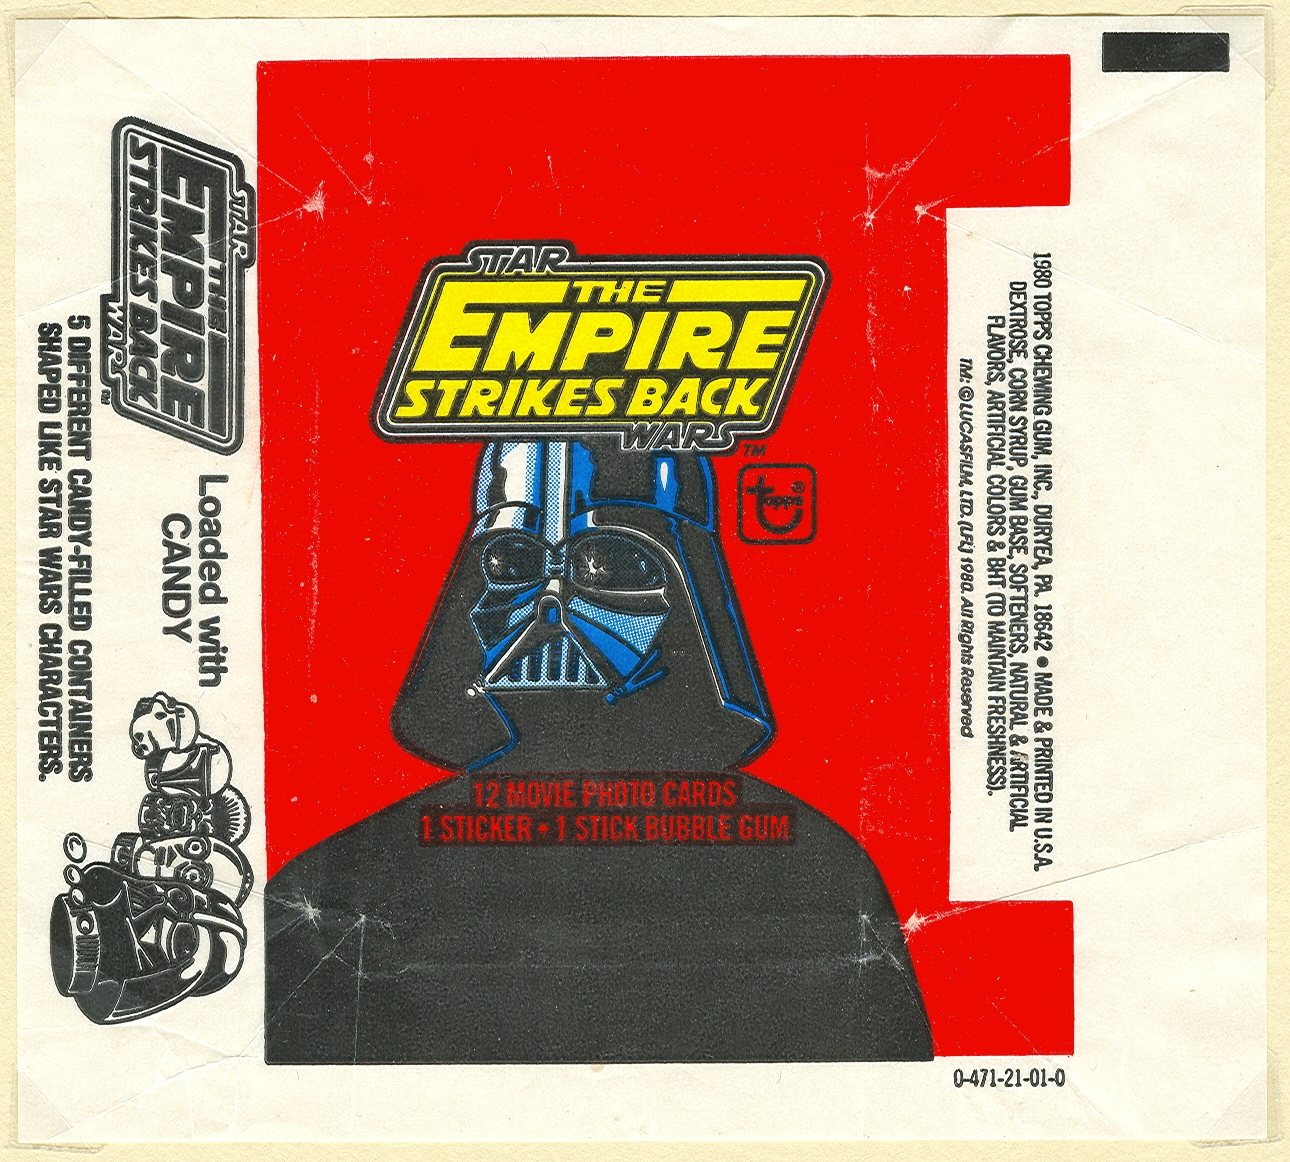 STAR
THE
EMPIRE
STRIKES BACK
WARS
TM
topps®
12 MOVIE PHOTO CARDS
1 STICKER • 1 STICK BUBBLE GUM
STAR
THE
EMPIRE
STRIKES BACK
WARS
TM
Loaded with
CANDY
5 DIFFERENT CANDY-FILLED CONTAINERS
SHAPED LIKE STAR WARS CHARACTERS.
1980 TOPPS CHEWING GUM, INC., DURYEA, PA. 18642 • MADE & PRINTED IN U.S.A.
DEXTROSE, CORN SYRUP, GUM BASE, SOFTENERS, NATURAL & ARTIFICIAL
FLAVORS, ARTIFICIAL COLORS & BHT (TO MAINTAIN FRESHNESS).
TM: © LUCASFILM, LTD. (LFL) 1980. All Rights Reserved
0-471-21-01-0